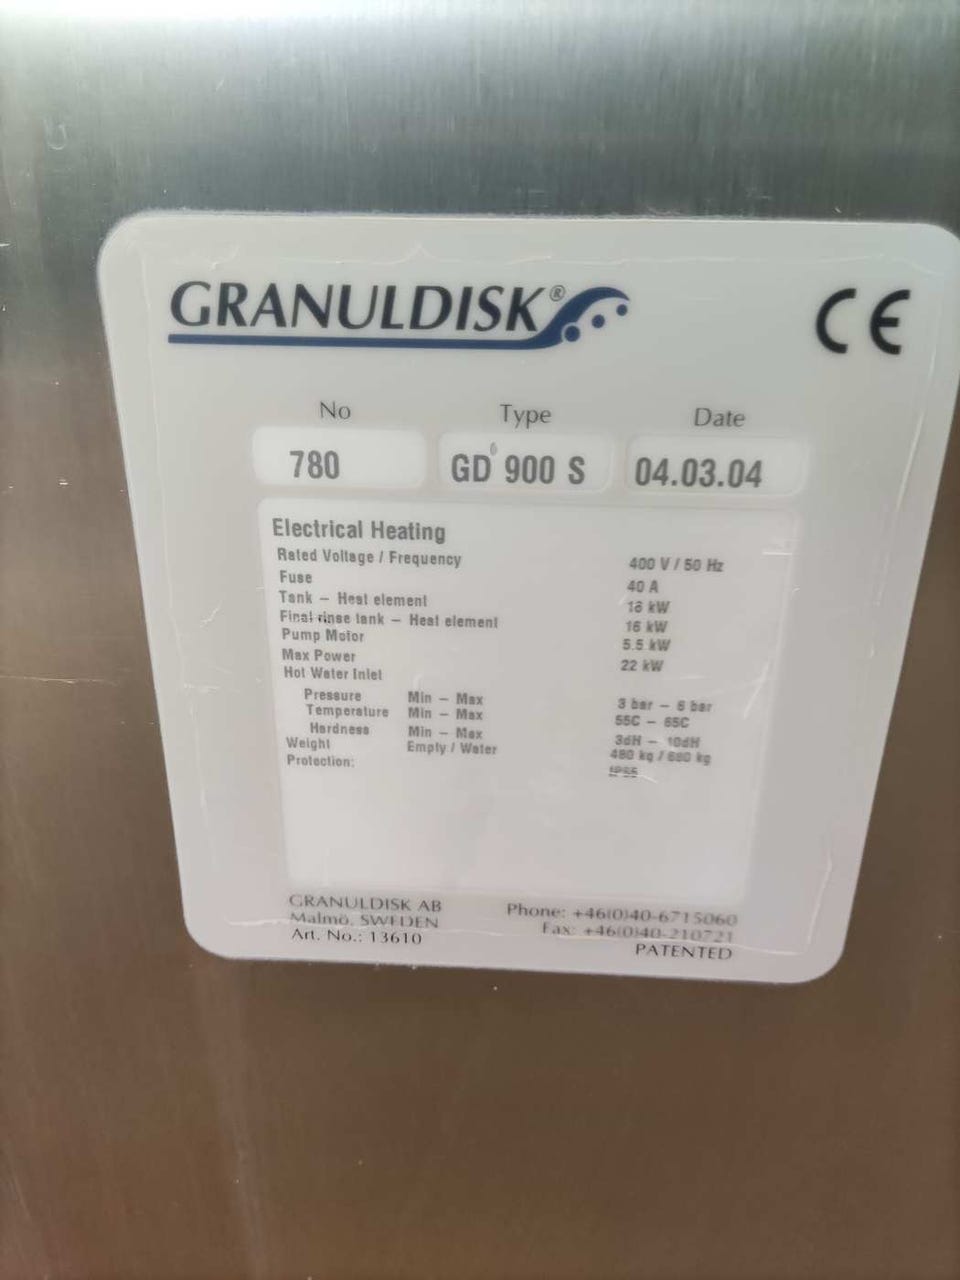 GRANULDISK® CE
No Type Date
780 GD 900 S 04.03.04
Electrical Heating
Rated Voltage / Frequency 400 V / 50 Hz
Fuse 40 A
Tank – Heat element kW
Final rinse tank – Heat element 16 kW
Pump Motor 5.5 kW
Max Power 22 kW
Hot Water Inlet
Pressure Min – Max 3 bar – 6 bar
Temperature Min – Max 55C – 65C
Hardness Min – Max 3dH – 10dH
Weight Empty / Water 480 kg / 680 kg
Protection:
GRANULDISK AB Phone: +46(0)40-6715060
Malmö, SWEDEN Fax: +46(0)40-210721
Art. No.: 13610 PATENTED